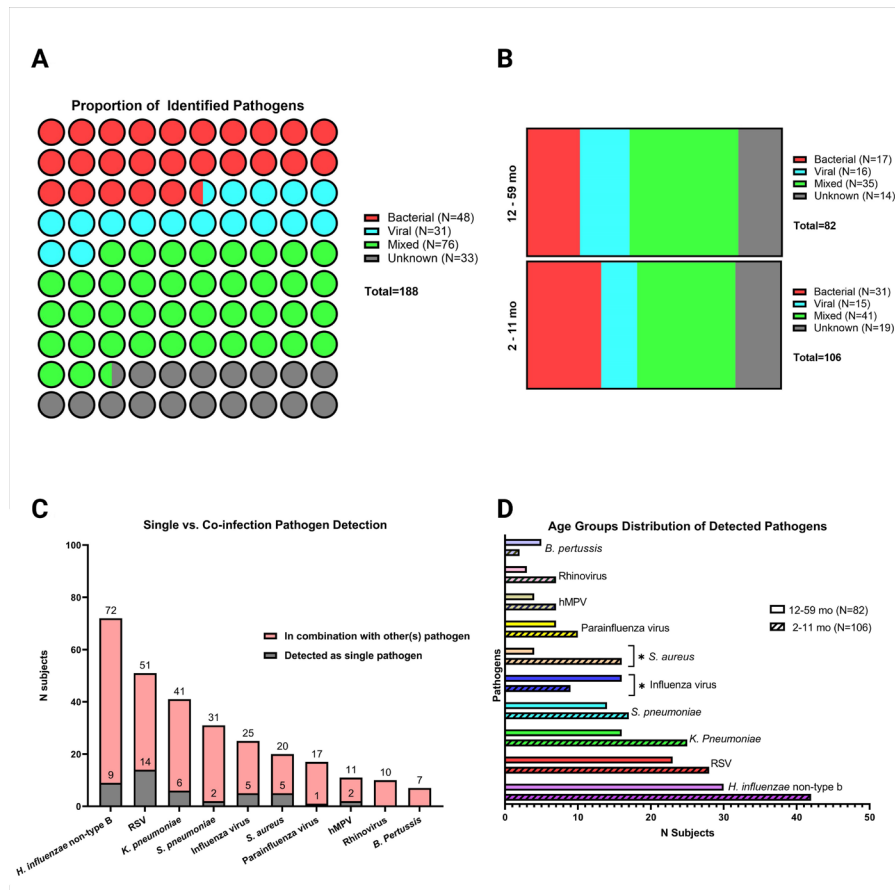 A
Proportion of Identified Pathogens
Bacterial (N=48)
Viral (N=31)
Mixed (N=76)
Unknown (N=33)
Total=188
B
12 - 59 mo
Bacterial (N=17)
Viral (N=16)
Mixed (N=35)
Unknown (N=14)
Total=82
2 - 11 mo
Bacterial (N=31)
Viral (N=15)
Mixed (N=41)
Unknown (N=19)
Total=106
C
Single vs. Co-infection Pathogen Detection
N subjects
100
80
60
40
20
0
In combination with other(s) pathogen
Detected as single pathogen
72
51
41
31
25
20
17
11
10
7
9
14
6
2
5
5
1
2
H. influenzae non-type B
RSV
K. pneumoniae
S. pneumoniae
Influenza virus
S. aureus
Parainfluenza virus
hMPV
Rhinovirus
B. Pertussis
D
Age Groups Distribution of Detected Pathogens
Pathogens
B. pertussis
Rhinovirus
hMPV
Parainfluenza virus
* S. aureus
* Influenza virus
S. pneumoniae
K. Pneumoniae
RSV
H. influenzae non-type b
12-59 mo (N=82)
2-11 mo (N=106)
0 10 20 30 40 50
N Subjects